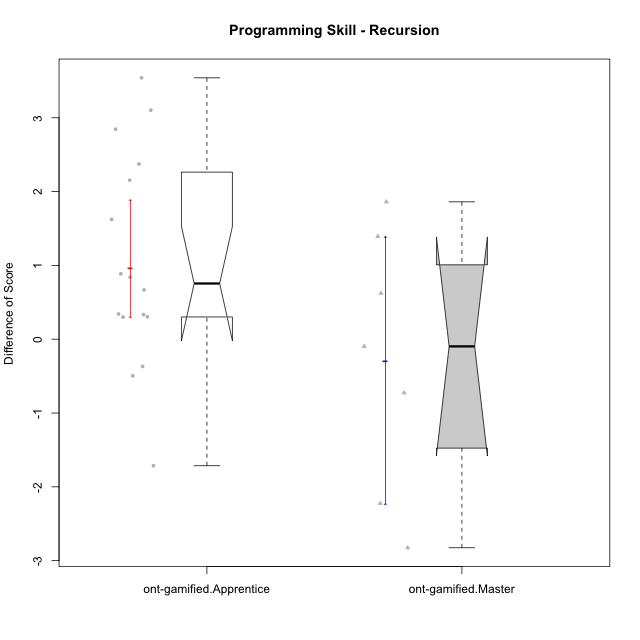 Programming Skill - Recursion
Difference of Score
3
2
1
0
-1
-2
-3
ont-gamified.Apprentice
ont-gamified.Master